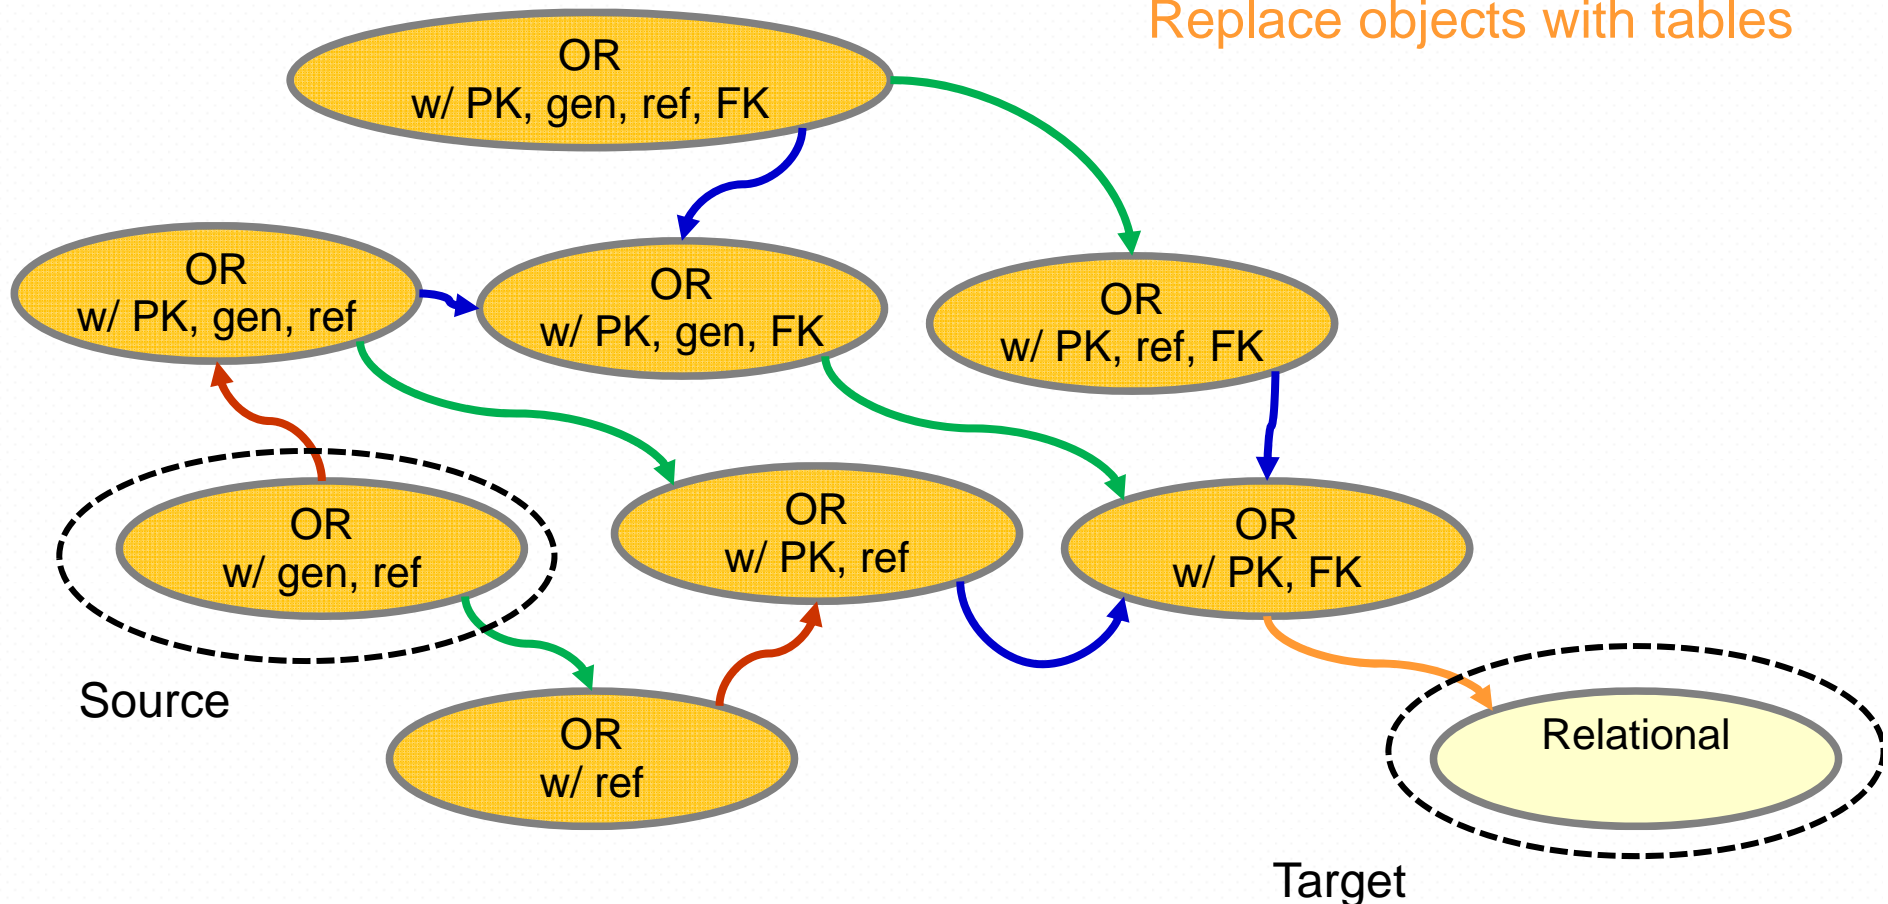 Replace objects with tables
OR
w/ PK, gen, ref, FK
OR
w/ PK, gen, ref
OR
w/ PK, gen, FK
OR
w/ PK, ref, FK
OR
w/ gen, ref
OR
w/ PK, ref
OR
w/ PK, FK
Source
OR
w/ ref
Relational
Target